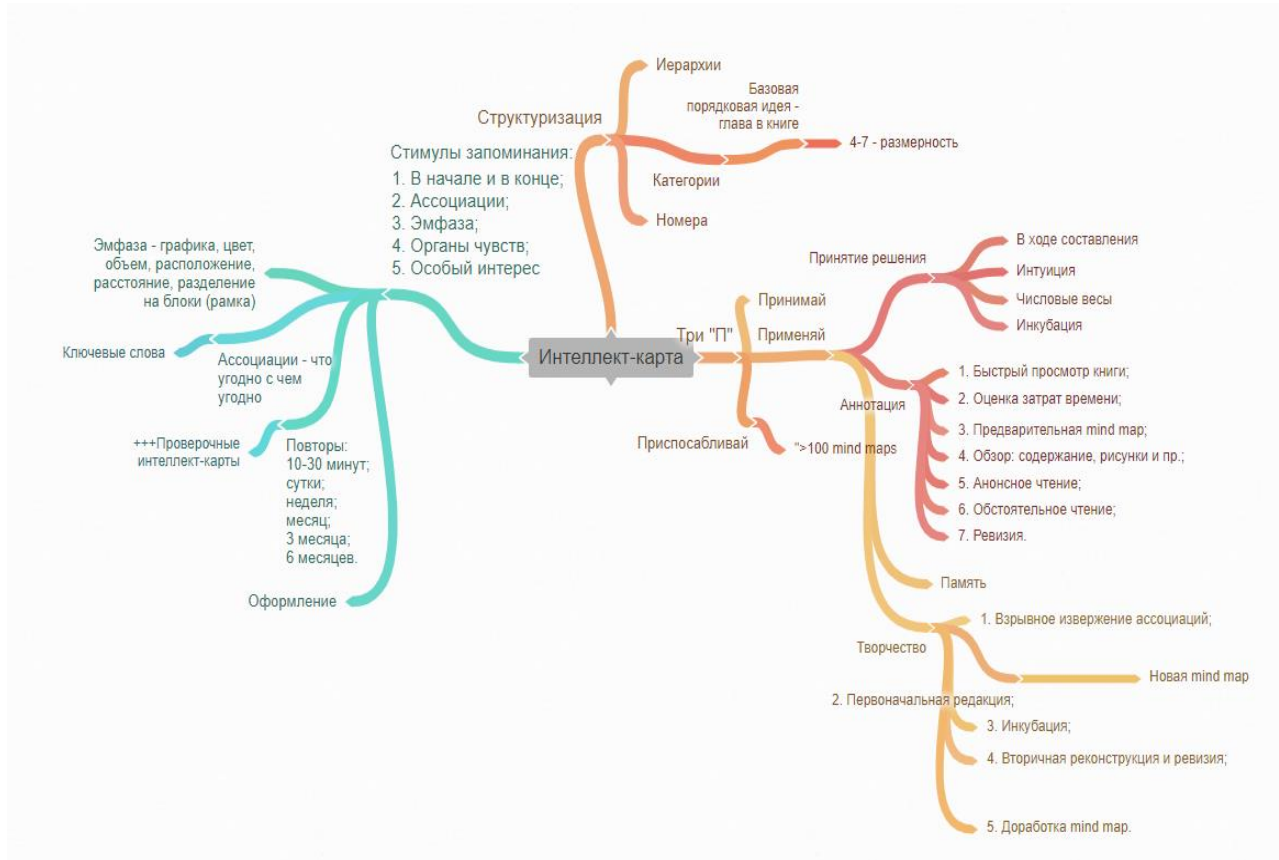 Иерархии
Базовая
порядковая идея -
глава в книге
Структуризация
4-7 - размерность
Категории
Номера
Стимулы запоминания:
1. В начале и в конце;
2. Ассоциации;
3. Эмфаза;
4. Органы чувств;
5. Особый интерес
Эмфаза - графика, цвет,
объем, расположение,
расстояние, разделение
на блоки (рамка)
Ключевые слова
Ассоциации - что
угодно с чем
угодно
+++Проверочные
интеллект-карты
Повторы:
10-30 минут;
сутки;
неделя;
месяц;
3 месяца;
6 месяцев.
Оформление
Интеллект-карта
Три "П"
Принимай
Применяй
Приспосабливай
">100 mind maps
Принятие решения
В ходе составления
Интуиция
Числовые весы
Инкубация
Аннотация
1. Быстрый просмотр книги;
2. Оценка затрат времени;
3. Предварительная mind map;
4. Обзор: содержание, рисунки и пр.;
5. Анонсное чтение;
6. Обстоятельное чтение;
7. Ревизия.
Память
Творчество
1. Взрывное извержение ассоциаций;
Новая mind map
2. Первоначальная редакция;
3. Инкубация;
4. Вторичная реконструкция и ревизия;
5. Доработка mind map.